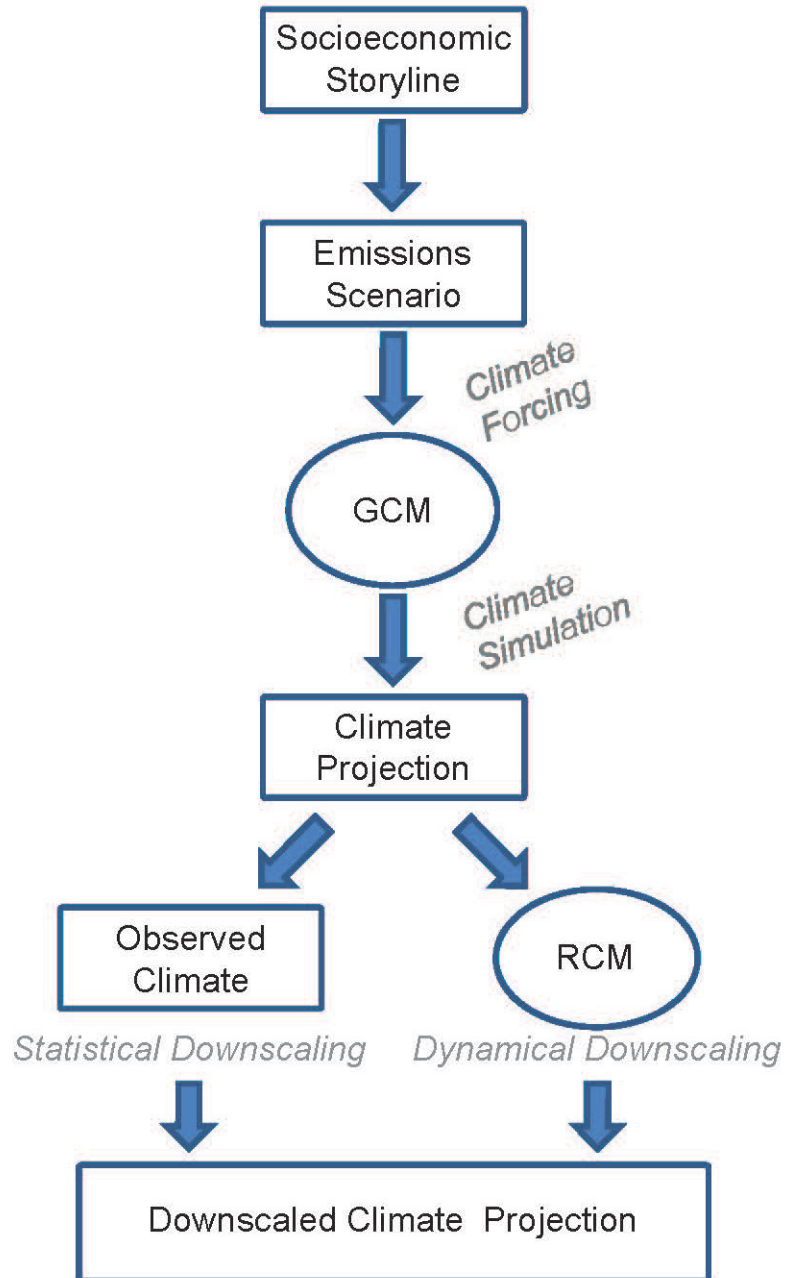 Socioeconomic
Storyline
Emissions
Scenario
Climate
Forcing
GCM
Climate
Simulation
Climate
Projection
Observed
Climate
RCM
Statistical Downscaling
Dynamical Downscaling
Downscaled Climate Projection